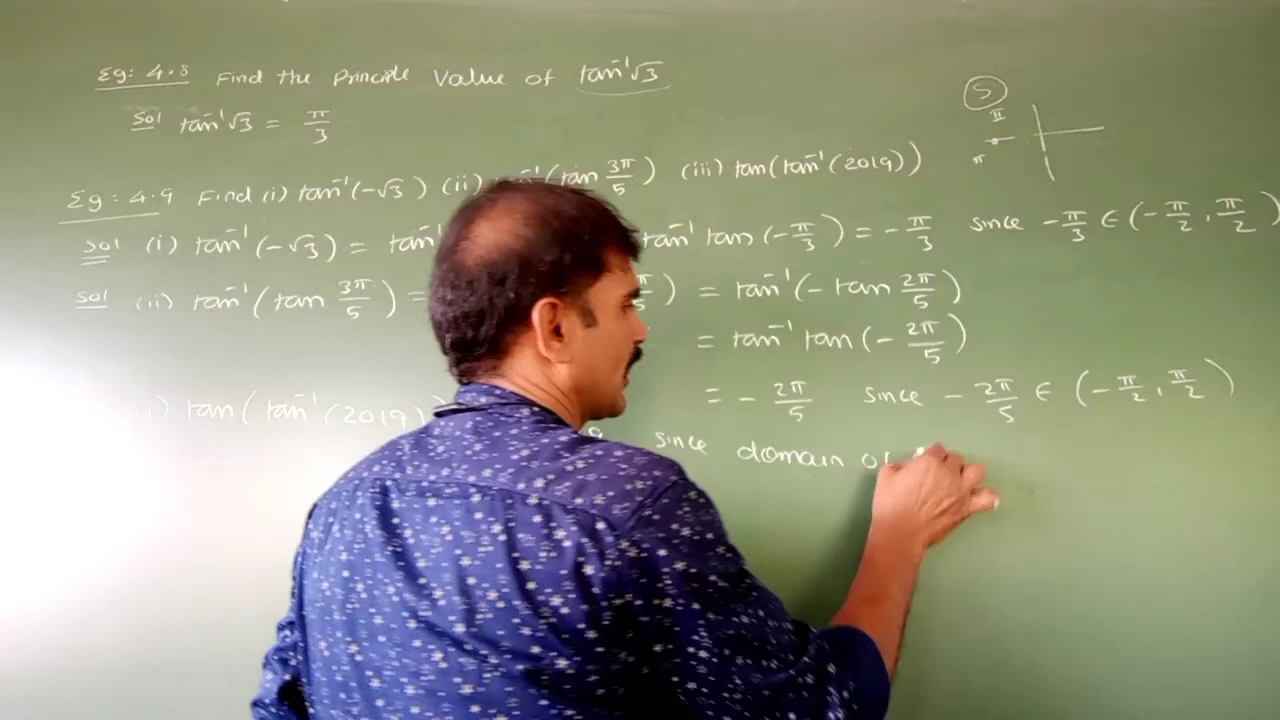 Eg: 4.8 Find the Principle Value of tan⁻¹√3
S
Sol tan⁻¹√3 = π/3
II
π
Eg: 4.9 Find (i) tan⁻¹(-√3) (ii) (tan 3π/5) (iii) tan(tan⁻¹(2019))
Sol (i) tan⁻¹(-√3) = tan⁻¹ tan⁻¹ tan(-π/3) = -π/3 since -π/3 ∈ (-π/2, π/2)
Sol (ii) tan⁻¹(tan 3π/5) = ) = tan⁻¹(- tan 2π/5)
= tan⁻¹ tan(- 2π/5)
= - 2π/5 since - 2π/5 ∈ (-π/2, π/2)
tan(tan⁻¹(2019) since domain of